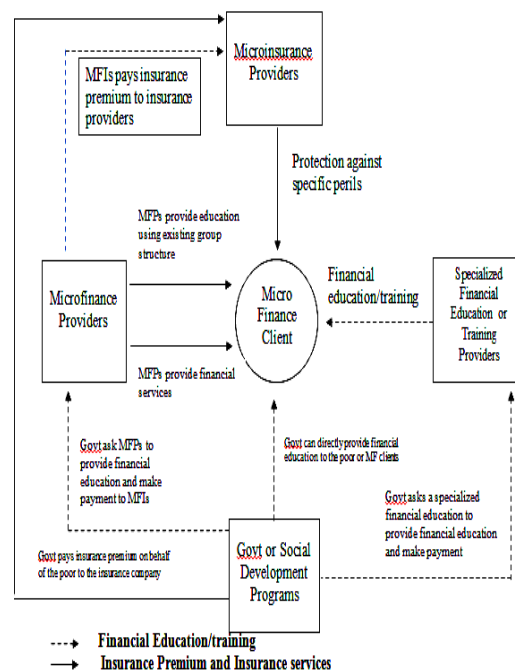 Microinsurance
Providers
MFIs pays insurance
premium to insurance
providers
Protection against
specific perils
MFPs provide education
using existing group
structure
Microfinance
Providers
Micro
Finance
Client
Financial
education/training
Specialized
Financial
Education or
Training
Providers
MFPs provide financial
services
Govt ask MFPs to
provide financial
education and make
payment to MFIs
Govt can directly provide financial
education to the poor or MF clients
Govt asks a specialized
financial education to
provide financial education
and make payment
Govt pays insurance premium on behalf
of the poor to the insurance company
Govt or Social
Development
Programs
Financial Education/training
Insurance Premium and Insurance services